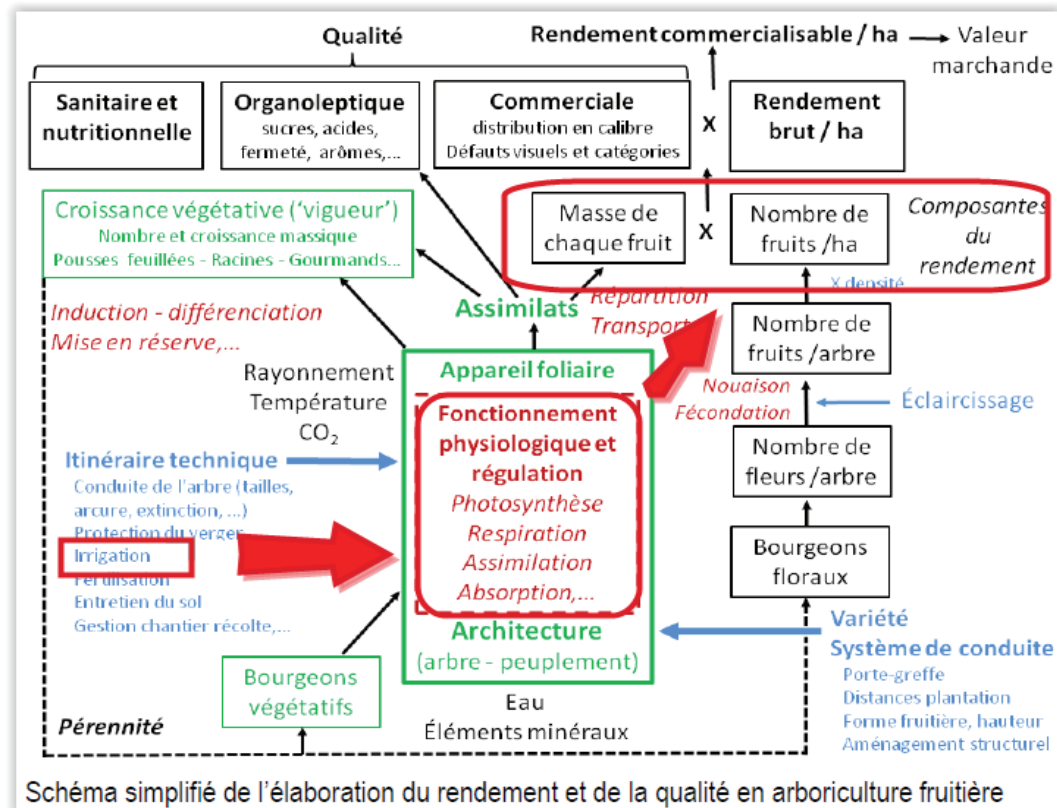 Qualité
Rendement commercialisable / ha
Valeur
marchande
Sanitaire et
nutritionnelle
Organoleptique
sucres, acides,
fermeté, arômes,...
Commerciale
distribution en calibre
Défauts visuels et catégories
X
Rendement
brut / ha
Croissance végétative (‘vigueur’)
Nombre et croissance massique
Pousses feuillées - Racines - Gourmands...
Masse de
chaque fruit
X
Nombre de
fruits /ha
Composantes
du
rendement
X densité
Induction - différenciation
Mise en réserve,...
Assimilats
Répartition
Transport
Nombre de
fruits/arbre
Rayonnement
Température
CO₂
Appareil foliaire
Fonctionnement
physiologique et
régulation
Photosynthèse
Respiration
Assimilation
Absorption,...
Nouaison
Fécondation
Éclaircissage
Nombre de
fleurs/arbre
Itinéraire technique
Conduite de l’arbre (tailles,
arcure, extinction, ...)
Protection du verger
Irrigation
Fertilisation
Entretien du sol
Gestion chantier récolte,...
Bourgeons
floraux
Architecture
(arbre - peuplement)
Variété
Système de conduite
Porte-greffe
Distances plantation
Forme fruitière, hauteur
Aménagement structurel
Bourgeons
végétatifs
Eau
Éléments minéraux
Pérennité
Schéma simplifié de l’élaboration du rendement et de la qualité en arboriculture fruitière